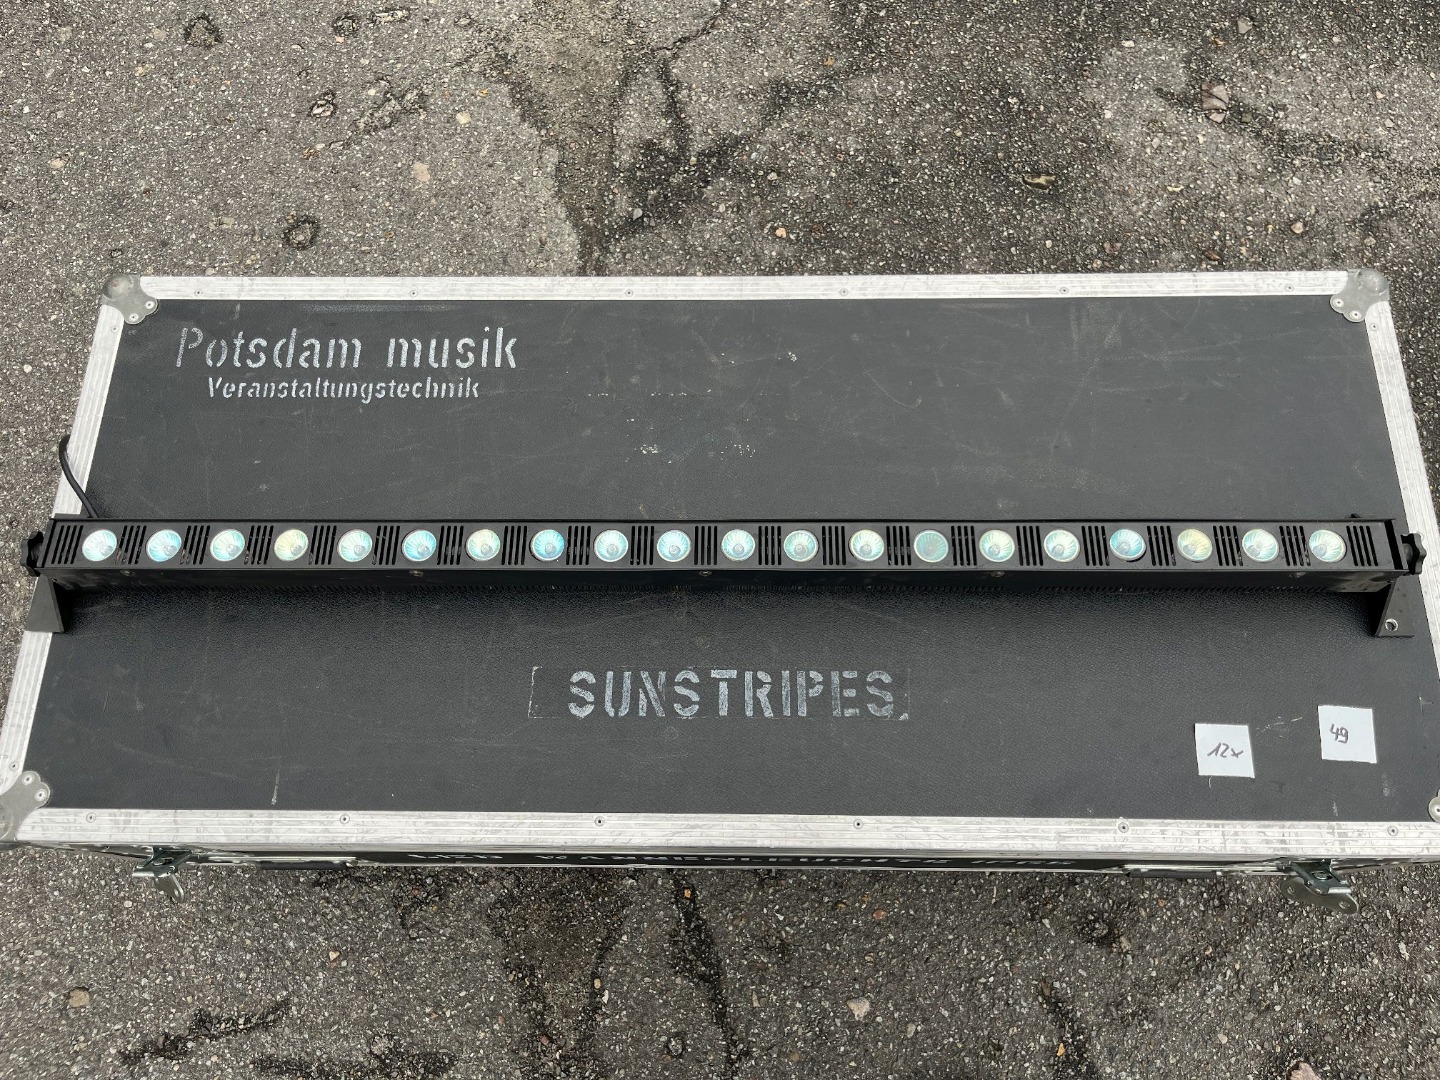 Potsdam musik
Veranstaltungstechnik
SUNSTRIPES
12x
49